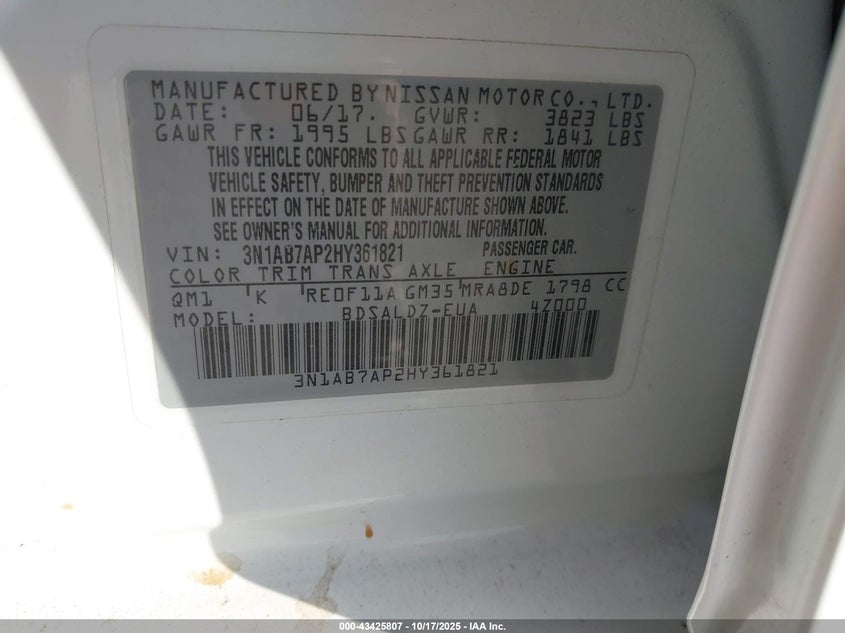 MANUFACTURED BY NISSAN MOTOR CO., LTD.
DATE: 06/17. GVWR: 3823 LBS
GAWR FR: 1995 LBS GAWR RR: 1841 LBS
THIS VEHICLE CONFORMS TO ALL APPLICABLE FEDERAL MOTOR
VEHICLE SAFETY, BUMPER AND THEFT PREVENTION STANDARDS
IN EFFECT ON THE DATE OF MANUFACTURE SHOWN ABOVE.
SEE OWNER'S MANUAL FOR ADDITIONAL INFORMATION.
VIN: 3N1AB7AP2HY361821 PASSENGER CAR.
COLOR TRIM TRANS AXLE ENGINE
QM1 K RE0F11A GM35 MRA8DE 1798 CC
MODEL: BDSALDZ-EUA 4Z000
3N1AB7AP2HY361821
000-43425807 - 10/17/2025 - IAA Inc.